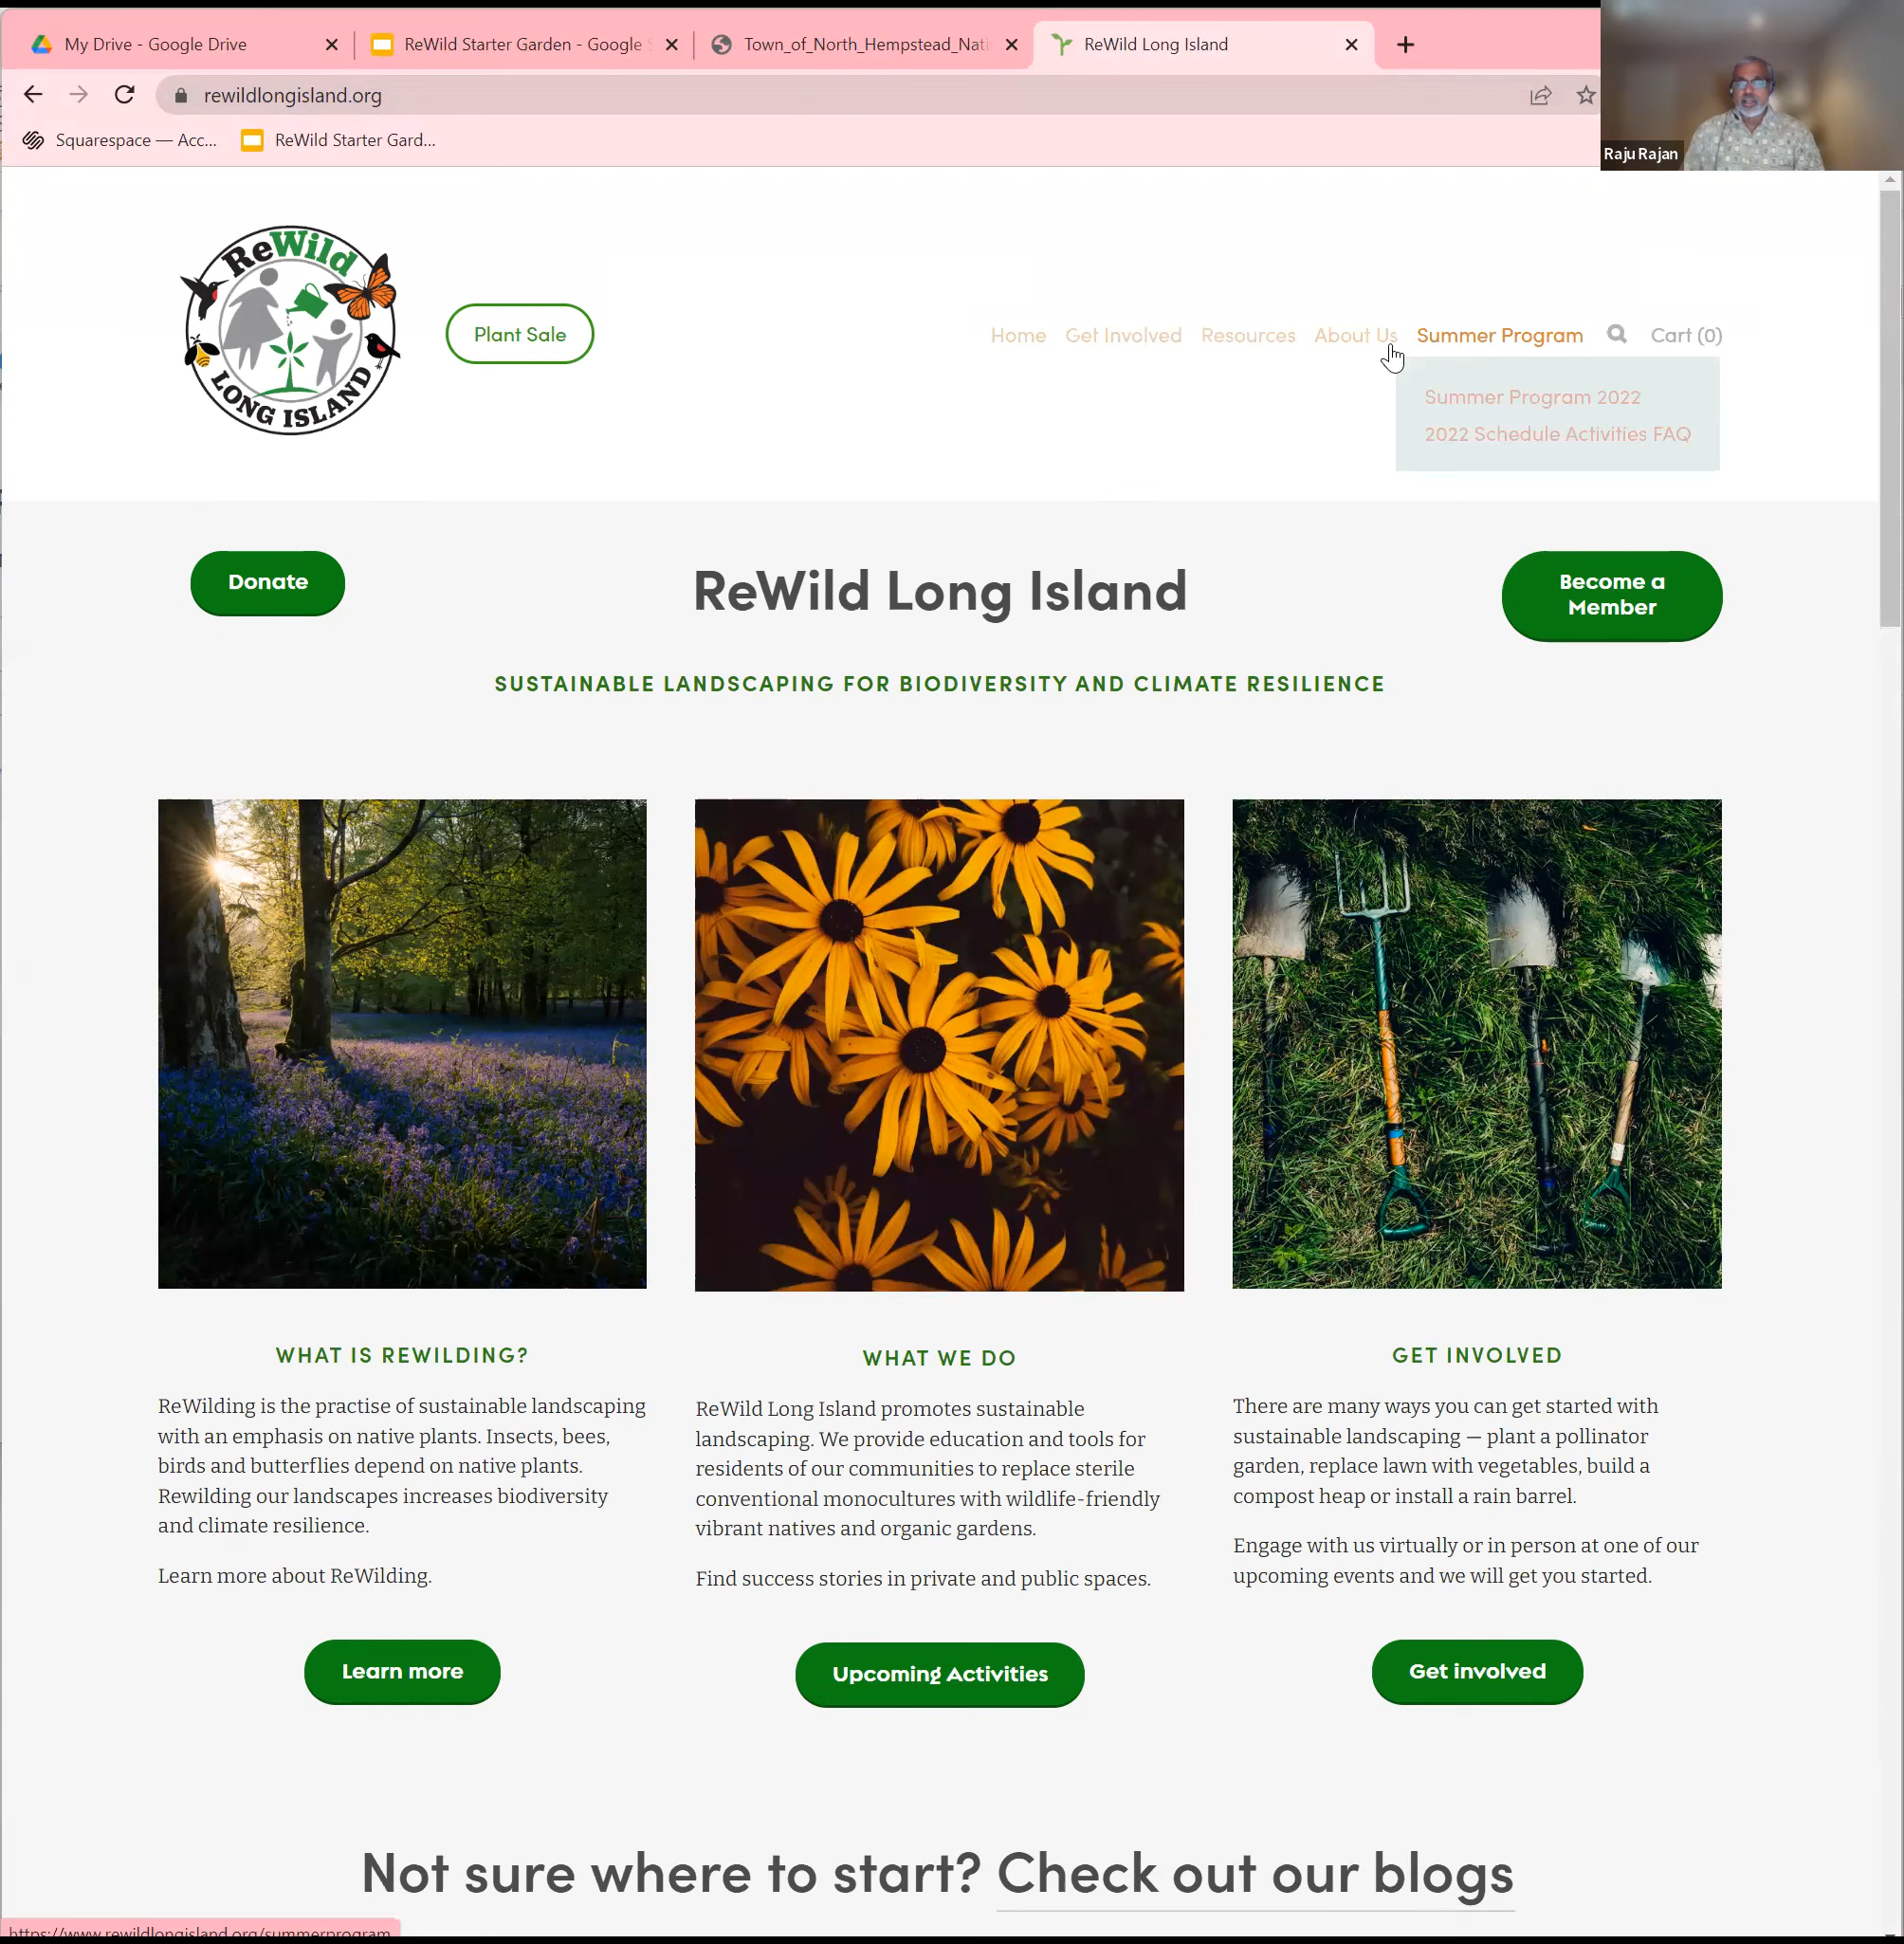 My Drive - Google Drive
ReWild Starter Garden - Google
Town_of_North_Hempstead_Nati
ReWild Long Island
rewildlongisland.org
Squarespace — Acc...
ReWild Starter Gard...
Raju Rajan
ReWild
LONG ISLAND
Plant Sale
Home Get Involved Resources About Us Summer Program Cart (0)
Summer Program 2022
2022 Schedule Activities FAQ
Donate
ReWild Long Island
Become a
Member
SUSTAINABLE LANDSCAPING FOR BIODIVERSITY AND CLIMATE RESILIENCE
WHAT IS REWILDING?
ReWilding is the practise of sustainable landscaping
with an emphasis on native plants. Insects, bees,
birds and butterflies depend on native plants.
Rewilding our landscapes increases biodiversity
and climate resilience.
Learn more about ReWilding.
Learn more
WHAT WE DO
ReWild Long Island promotes sustainable
landscaping. We provide education and tools for
residents of our communities to replace sterile
conventional monocultures with wildlife-friendly
vibrant natives and organic gardens.
Find success stories in private and public spaces.
Upcoming Activities
GET INVOLVED
There are many ways you can get started with
sustainable landscaping — plant a pollinator
garden, replace lawn with vegetables, build a
compost heap or install a rain barrel.
Engage with us virtually or in person at one of our
upcoming events and we will get you started.
Get involved
Not sure where to start? Check out our blogs
https://www.rewildlongisland.org/summerprogram